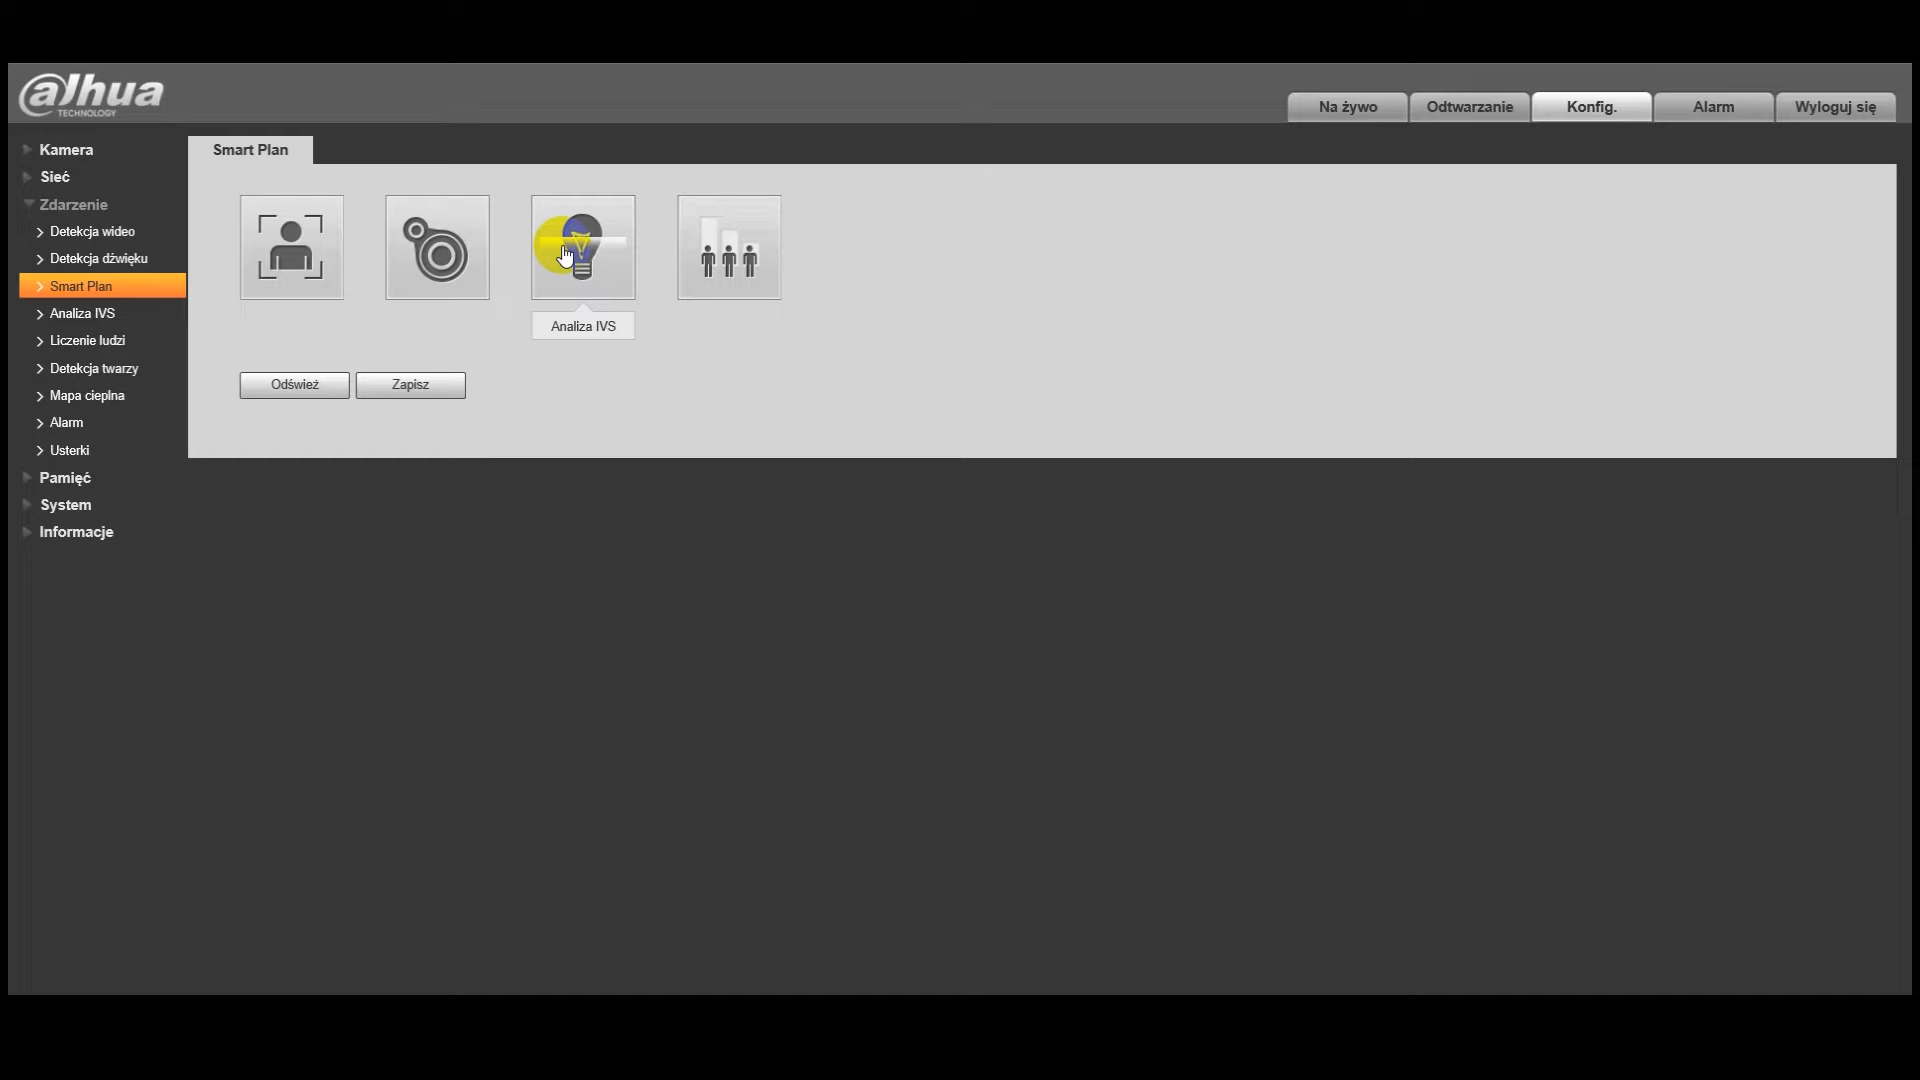 alhua
TECHNOLOGY
Na żywo
Odtwarzanie
Konfig.
Alarm
Wyloguj się
Kamera
Sieć
Zdarzenie
Detekcja wideo
Detekcja dźwięku
Smart Plan
Analiza IVS
Liczenie ludzi
Detekcja twarzy
Mapa cieplna
Alarm
Usterki
Pamięć
System
Informacje
Smart Plan
Analiza IVS
Odśwież
Zapisz